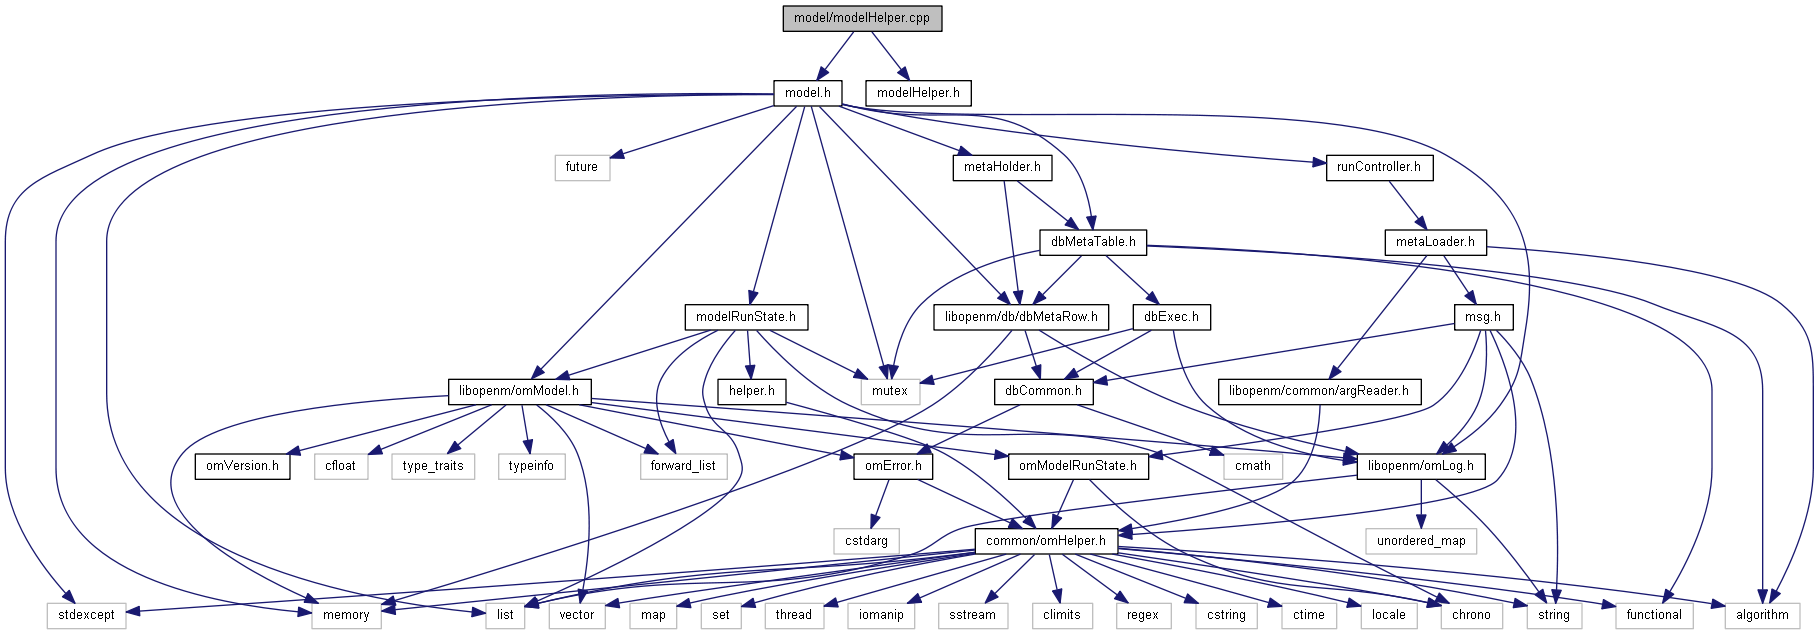 model/modelHelper.cpp
model.h
modelHelper.h
future
metaHolder.h
runController.h
dbMetaTable.h
metaLoader.h
modelRunState.h
libopenm/db/dbMetaRow.h
dbExec.h
msg.h
libopenm/omModel.h
helper.h
mutex
dbCommon.h
libopenm/common/argReader.h
omVersion.h
cfloat
type_traits
typeinfo
forward_list
omError.h
omModelRunState.h
cmath
libopenm/omLog.h
cstdarg
common/omHelper.h
unordered_map
stdexcept
memory
list
vector
map
set
thread
iomanip
sstream
climits
regex
cstring
ctime
locale
chrono
string
functional
algorithm